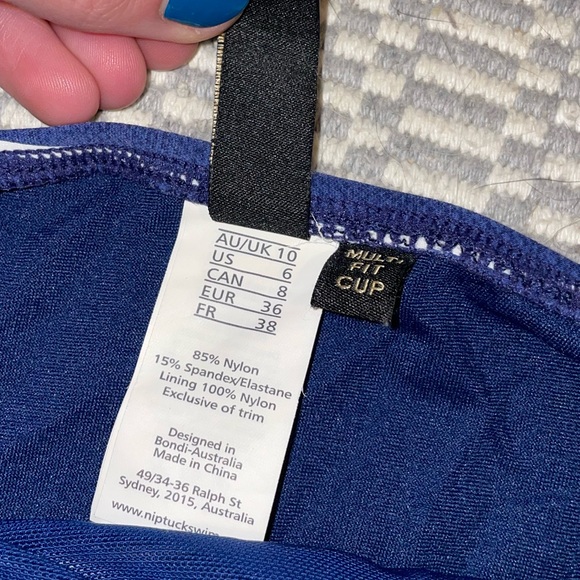 AU/UK 10
US 6
CAN 8
EUR 36
FR 38
MULTI
FIT
CUP
85% Nylon
15% Spandex/Elastane
Lining 100% Nylon
Exclusive of trim
Designed in
Bondi-Australia
Made in China
49/34-36 Ralph St
Sydney, 2015, Australia
www.niptuckswim